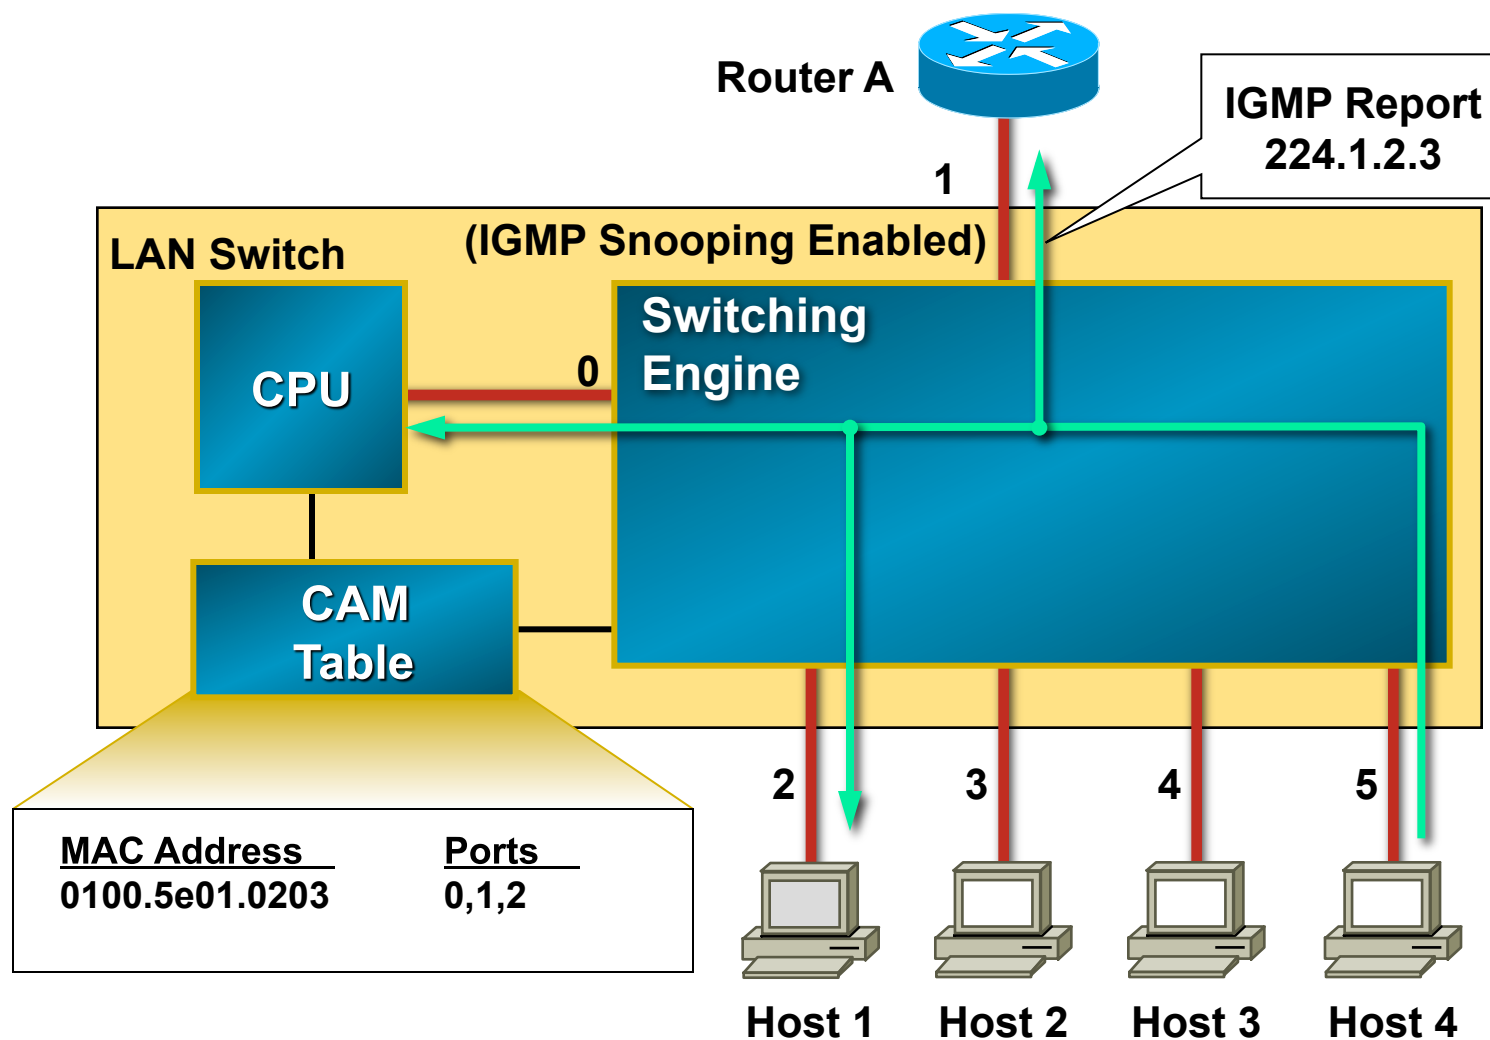 Router A
IGMP Report
224.1.2.3
1
LAN Switch
(IGMP Snooping Enabled)
Switching
Engine
CPU
0
CAM
Table
2
3
4
5
MAC Address Ports
0100.5e01.0203 0,1,2
Host 1
Host 2
Host 3
Host 4